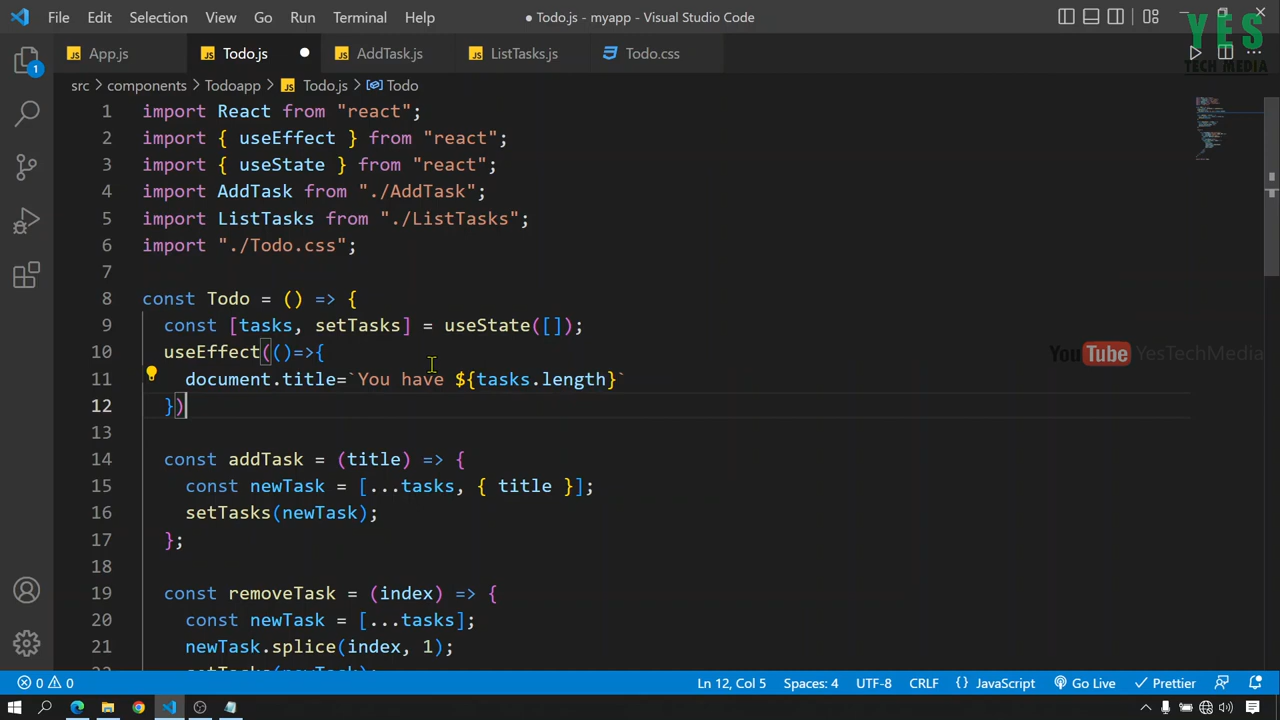 File Edit Selection View Go Run Terminal Help ● Todo.js - myapp - Visual Studio Code
YES
TECH MEDIA
App.js Todo.js AddTask.js ListTasks.js Todo.css
1
src > components > Todoapp > Todo.js > Todo
1 import React from "react";
2 import { useEffect } from "react";
3 import { useState } from "react";
4 import AddTask from "./AddTask";
5 import ListTasks from "./ListTasks";
6 import "./Todo.css";
7
8 const Todo = () => {
9 const [tasks, setTasks] = useState([]);
10 useEffect(()=>{
YouTube YesTechMedia
11 document.title=`You have ${tasks.length}`
12 })
13
14 const addTask = (title) => {
15 const newTask = [...tasks, { title }];
16 setTasks(newTask);
17 };
18
19 const removeTask = (index) => {
20 const newTask = [...tasks];
21 newTask.splice(index, 1);
22 setTasks(newTask);
0 0 Ln 12, Col 5 Spaces: 4 UTF-8 CRLF {} JavaScript Go Live Prettier